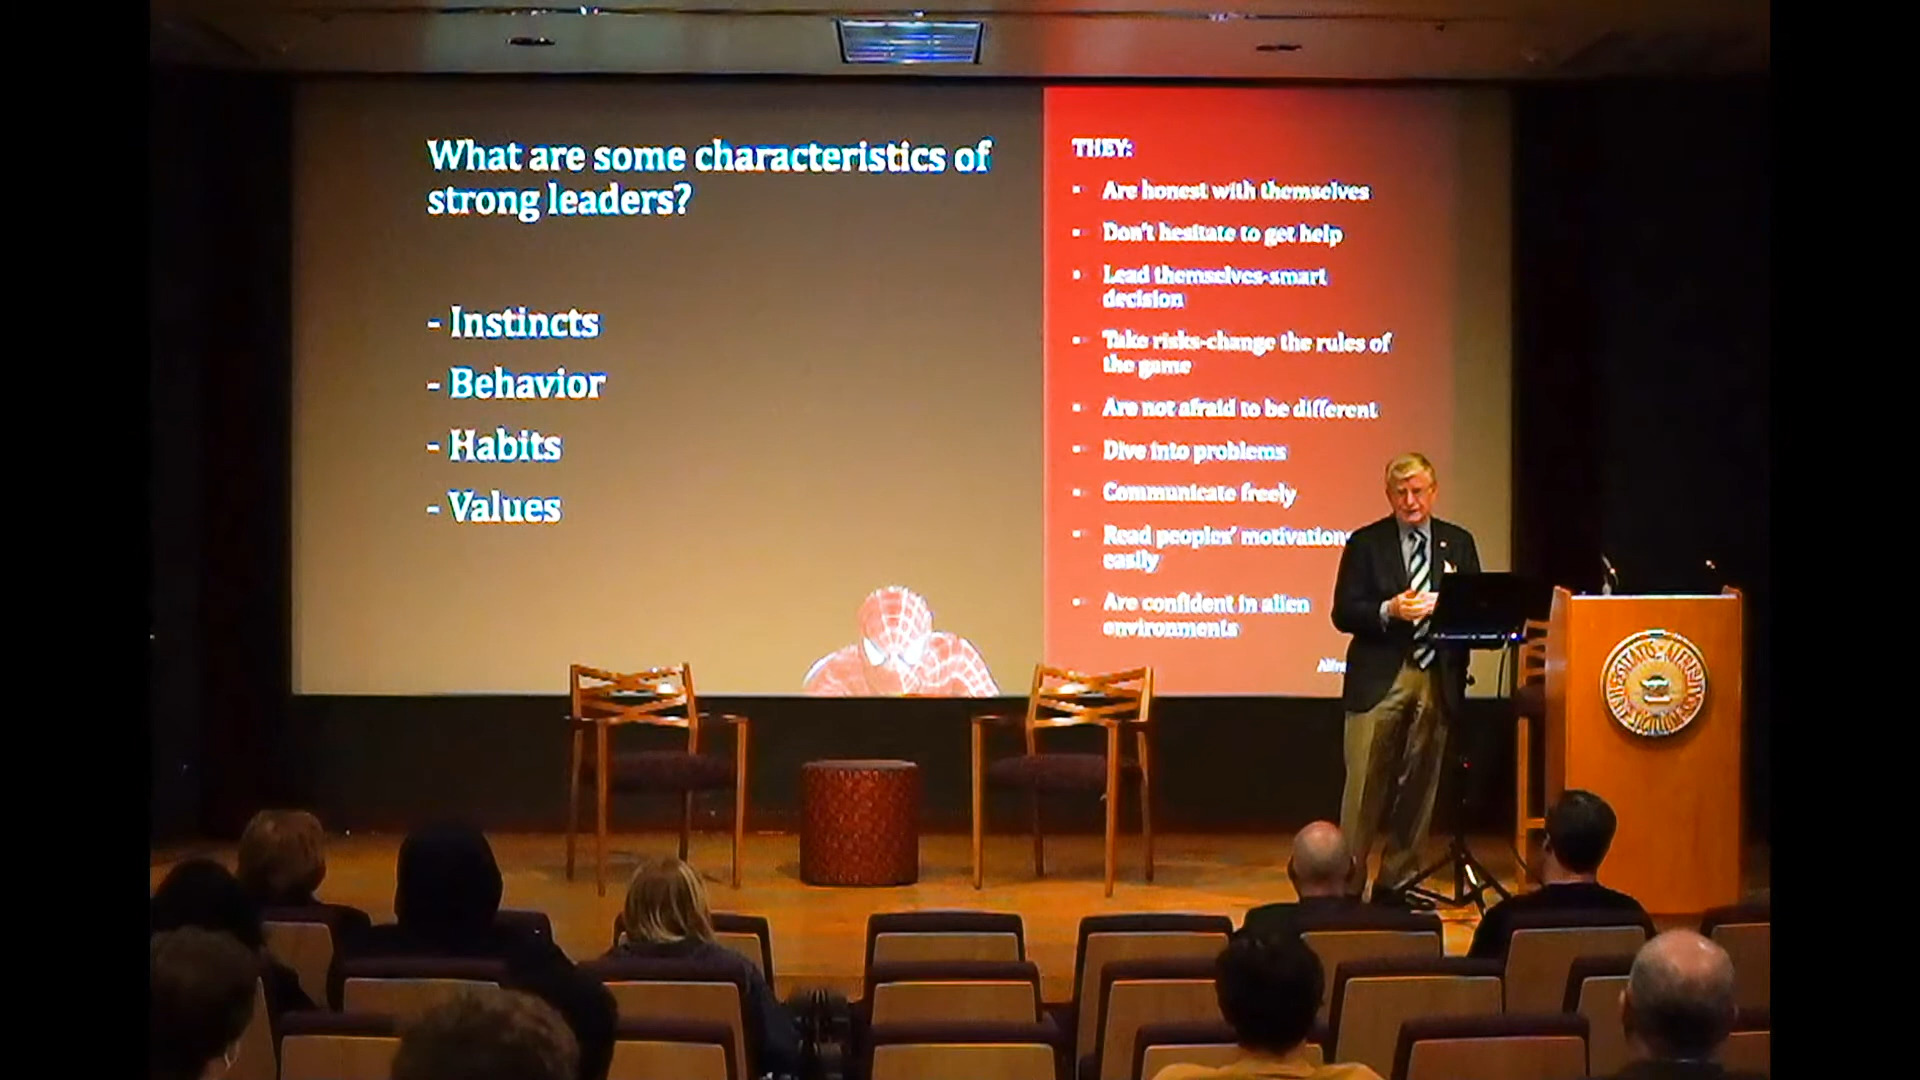 What are some characteristics of
strong leaders?
- Instincts
- Behavior
- Habits
- Values
THEY:
▪ Are honest with themselves
▪ Don't hesitate to get help
▪ Lead themselves-smart
decision
▪ Take risks-change the rules of
the game
▪ Are not afraid to be different
▪ Dive into problems
▪ Communicate freely
▪ Read peoples' motivation
easily
▪ Are confident in alien
environments